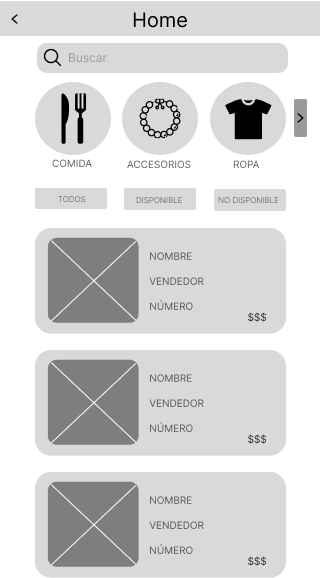 Home
Buscar
COMIDA ACCESORIOS ROPA
TODOS DISPONIBLE NO DISPONIBLE
NOMBRE
VENDEDOR
NÚMERO
$$$
NOMBRE
VENDEDOR
NÚMERO
$$$
NOMBRE
VENDEDOR
NÚMERO
$$$